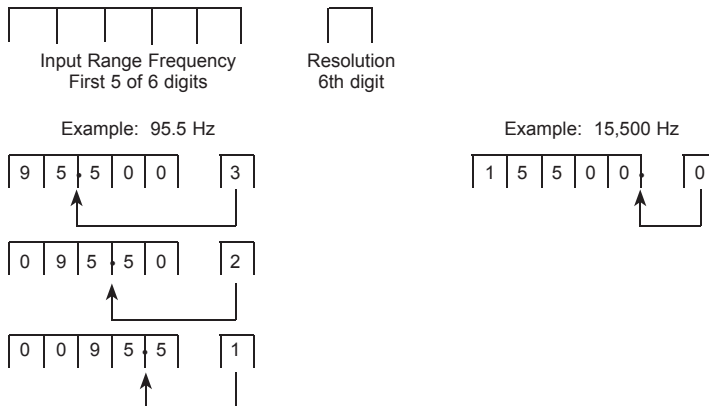 Input Range Frequency
First 5 of 6 digits
Resolution
6th digit
Example: 95.5 Hz
9 5.5 0 0 3
0 9 5.5 0 2
0 0 9 5.5 1
Example: 15,500 Hz
1 5 5 0 0. 0